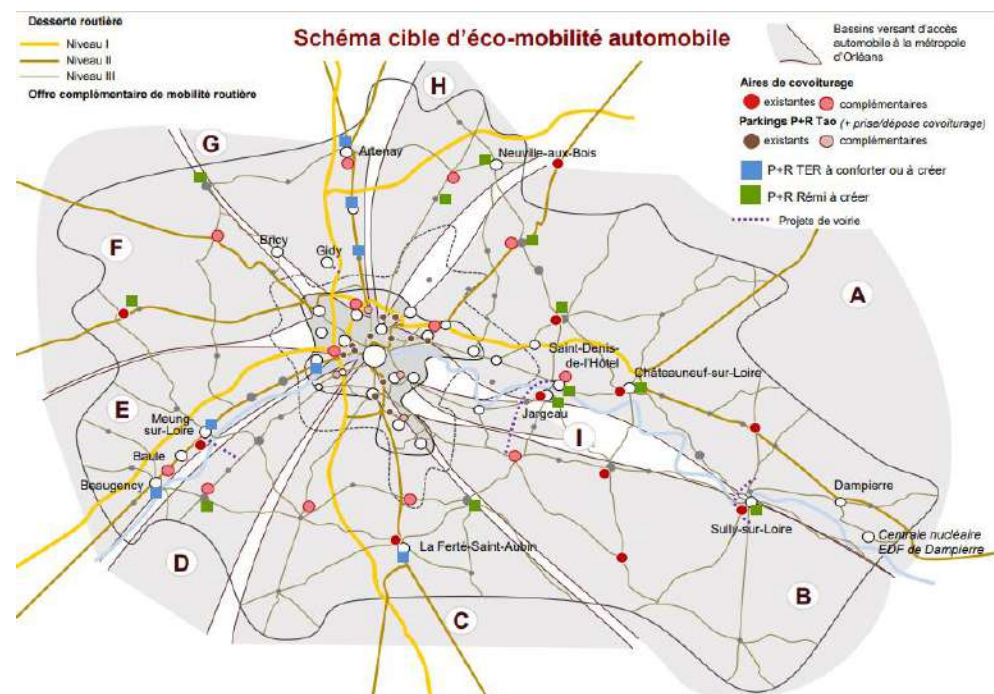 Desserte routière
Niveau I
Niveau II
Niveau III
Offre complémentaire de mobilité routière
Schéma cible d'éco-mobilité automobile
Bassins versant d'accès
automobile à la métropole
d'Orléans
Aires de covoiturage
existantes complémentaires
Parkings P+R Tao (+ prise/dépose covoiturage)
existants complémentaires
P+R TER à conforter ou à créer
P+R Rémi à créer
Projets de voirie
H
G
Artenay
Neuville-aux-Bois
F
Bricy
Gidy
A
Saint-Denis-
de-l'Hôtel
Châteauneuf-sur-Loire
E
Meung-
sur-Loire
Jargeau
I
Baule
Beaugency
Dampierre
Sully-sur-Loire
Centrale nucléaire
EDF de Dampierre
La Ferté-Saint-Aubin
D
B
C